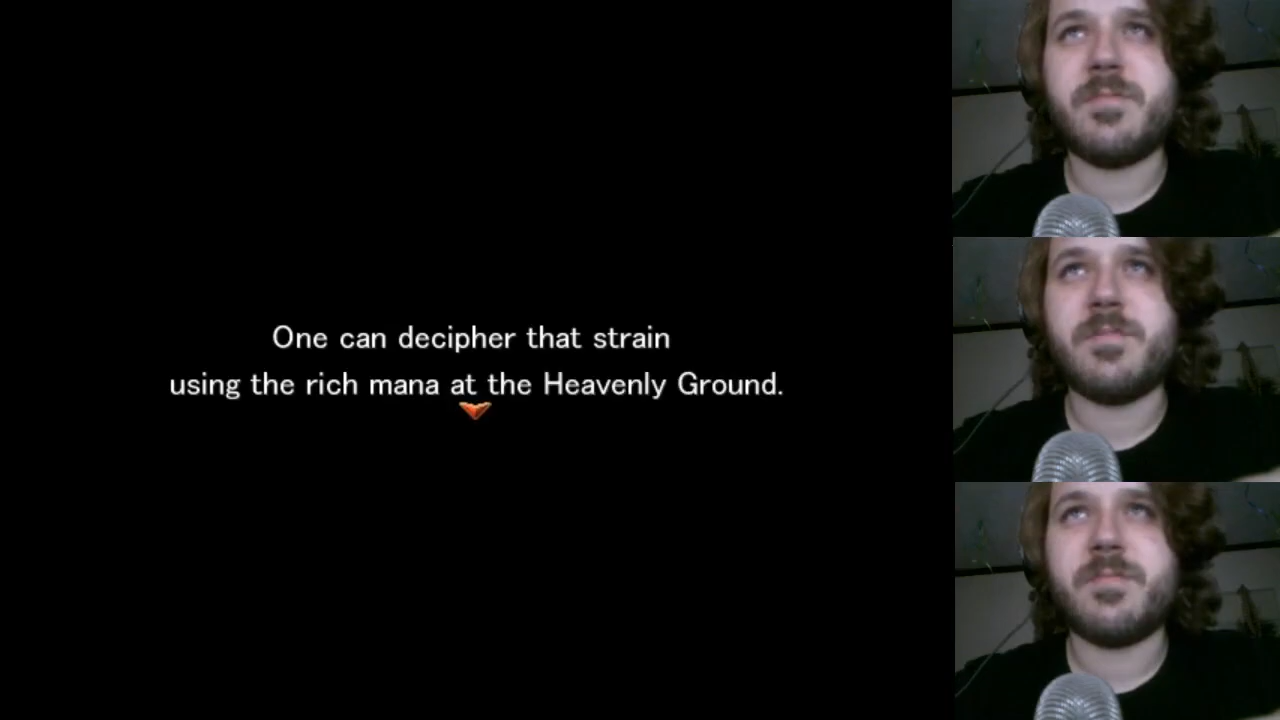 One can decipher that strain
using the rich mana at the Heavenly Ground.